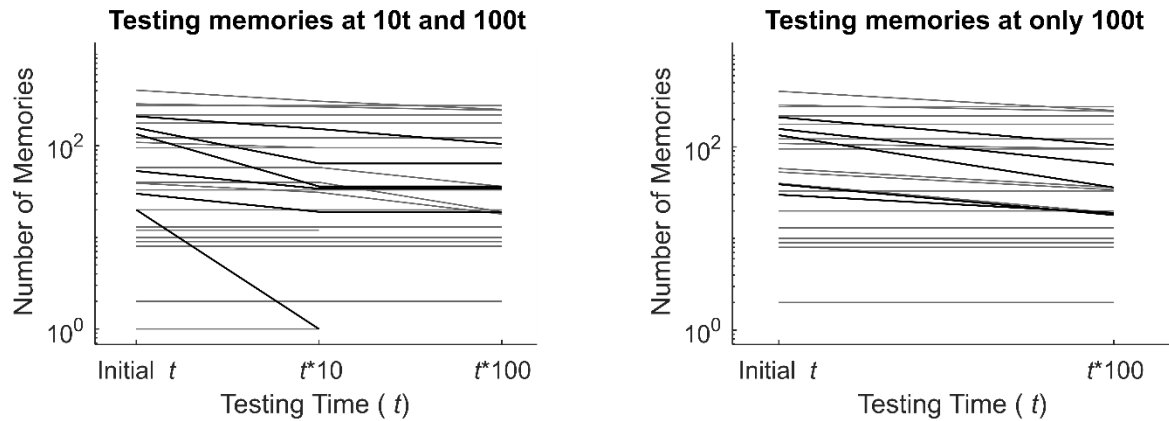 Testing memories at 10t and 100t
Number of Memories
10²
10⁰
Initial t
t*10
t*100
Testing Time ( t)
Testing memories at only 100t
Number of Memories
10²
10⁰
Initial t
t*100
Testing Time ( t)